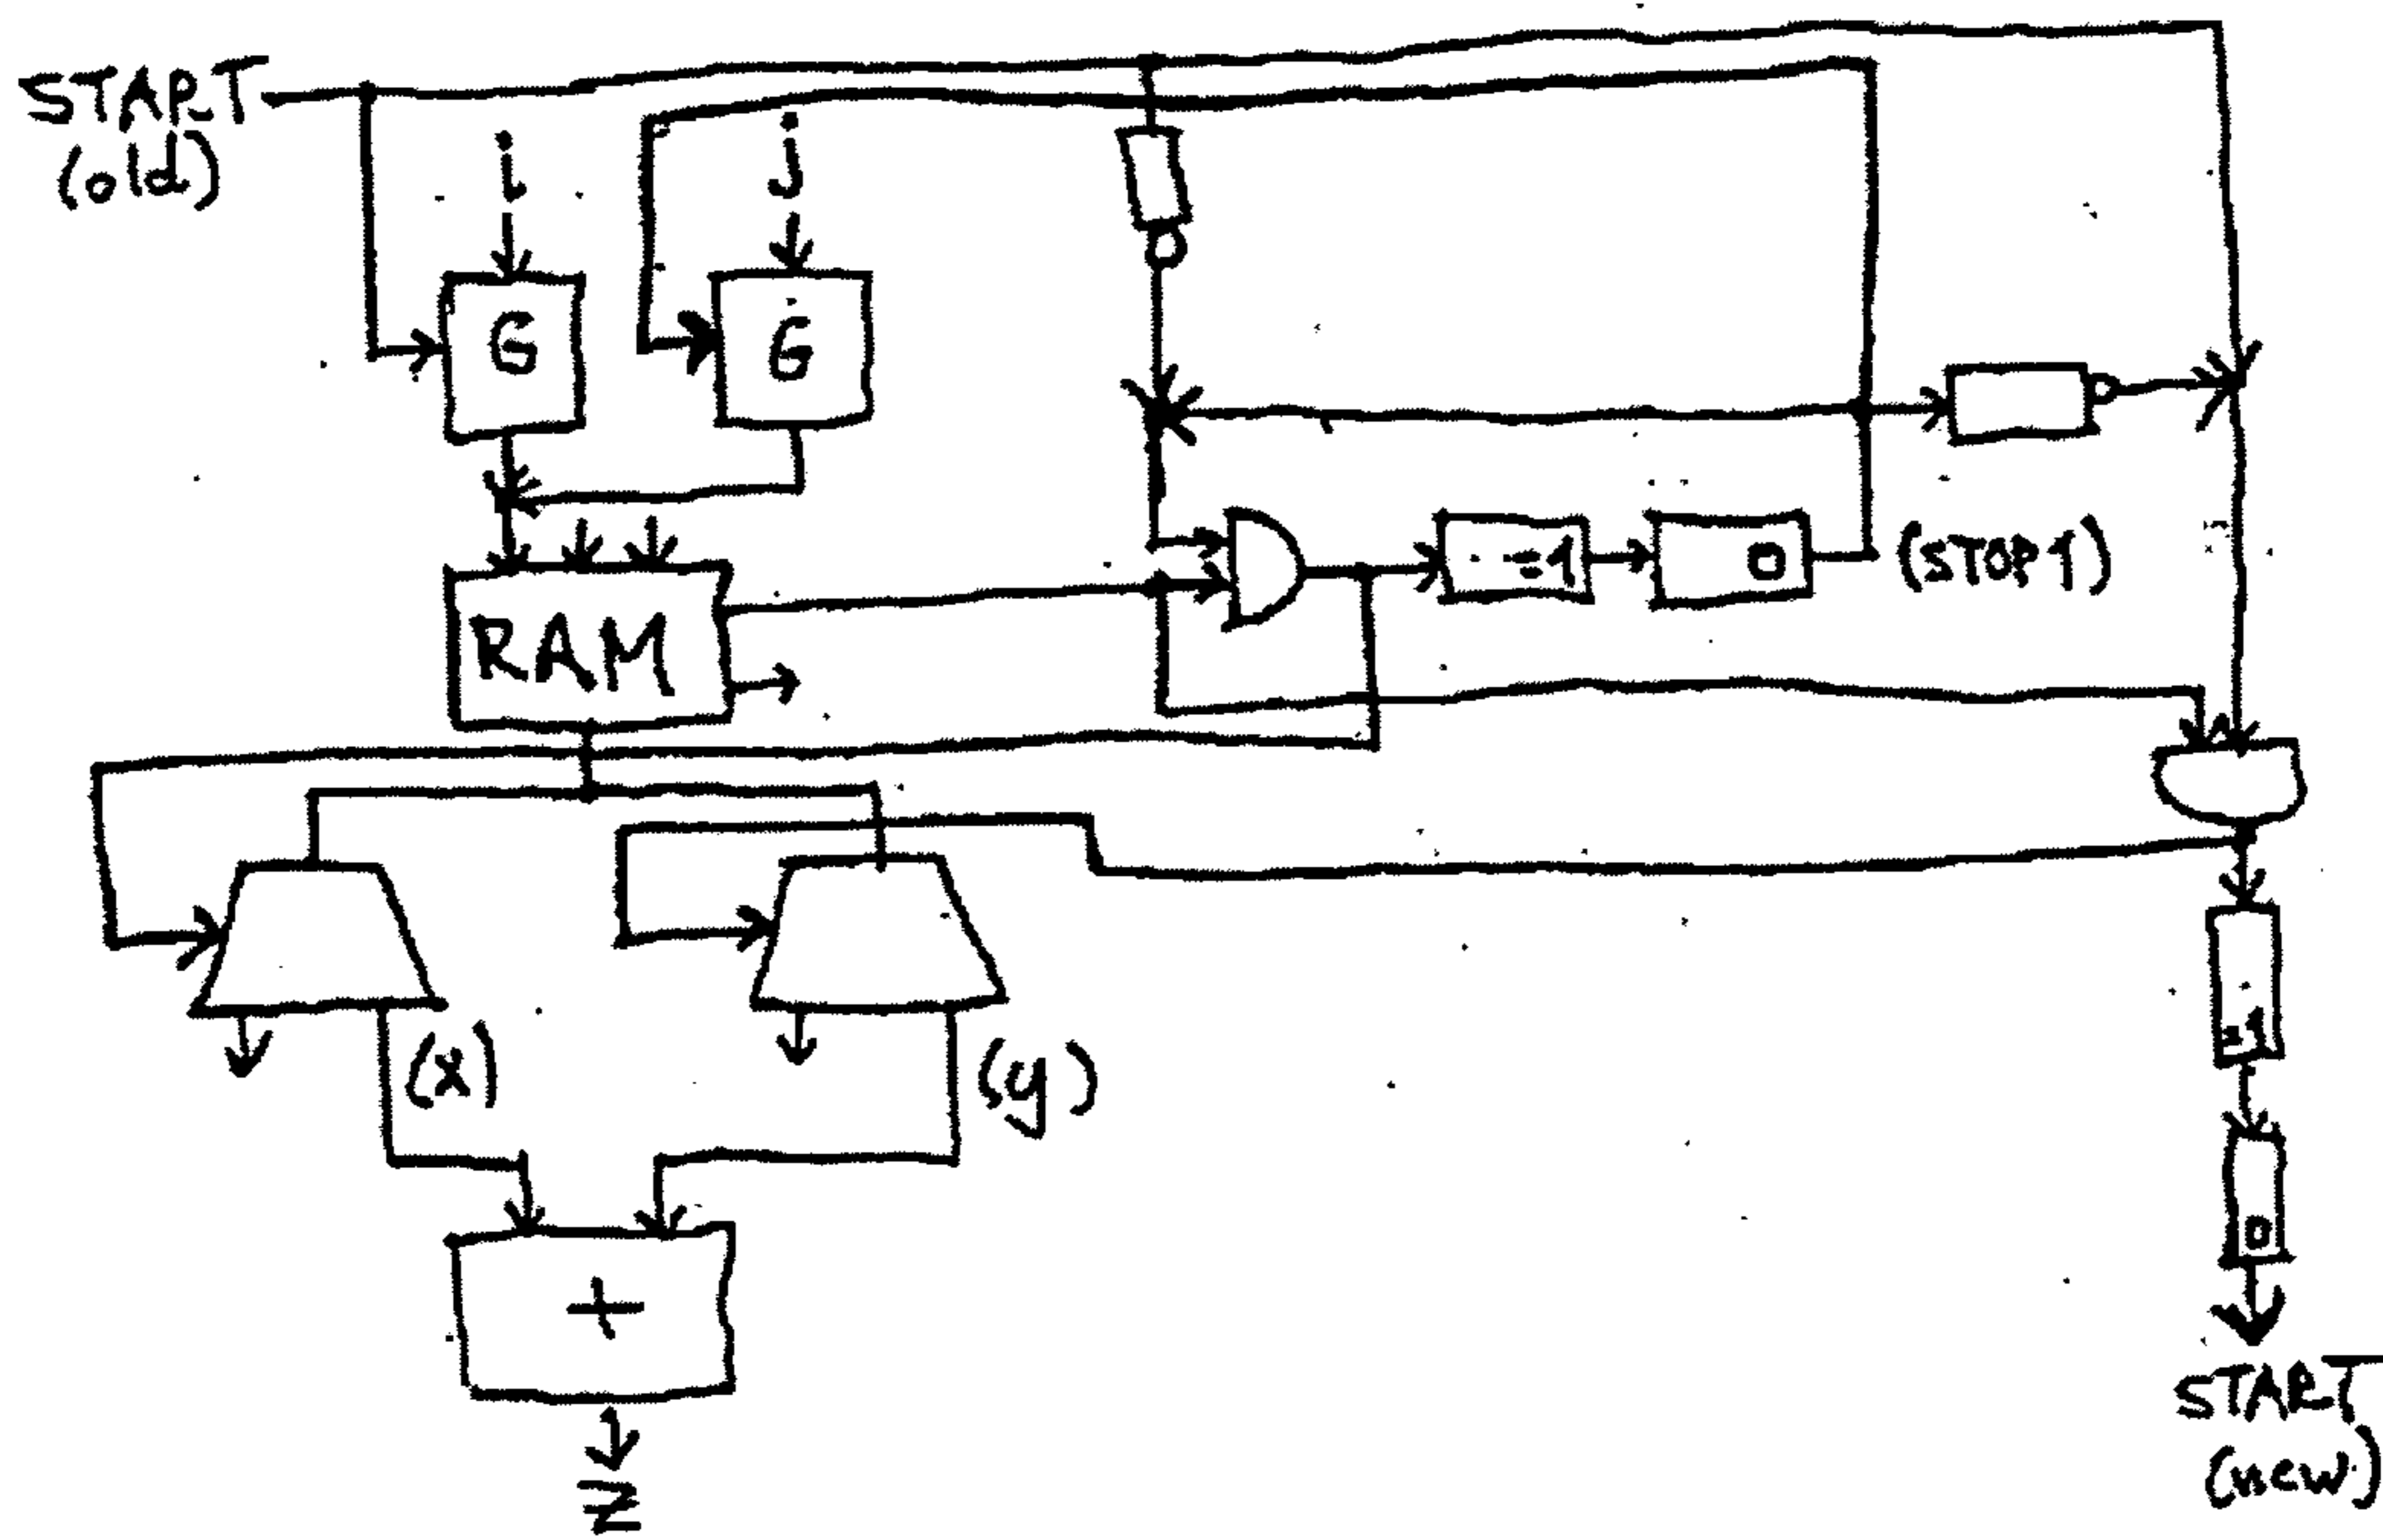 START
(old)
i
j
G
G
RAM
=1
0
(STOP1)
(x)
(y)
=1
0
+
Z
START
(new)